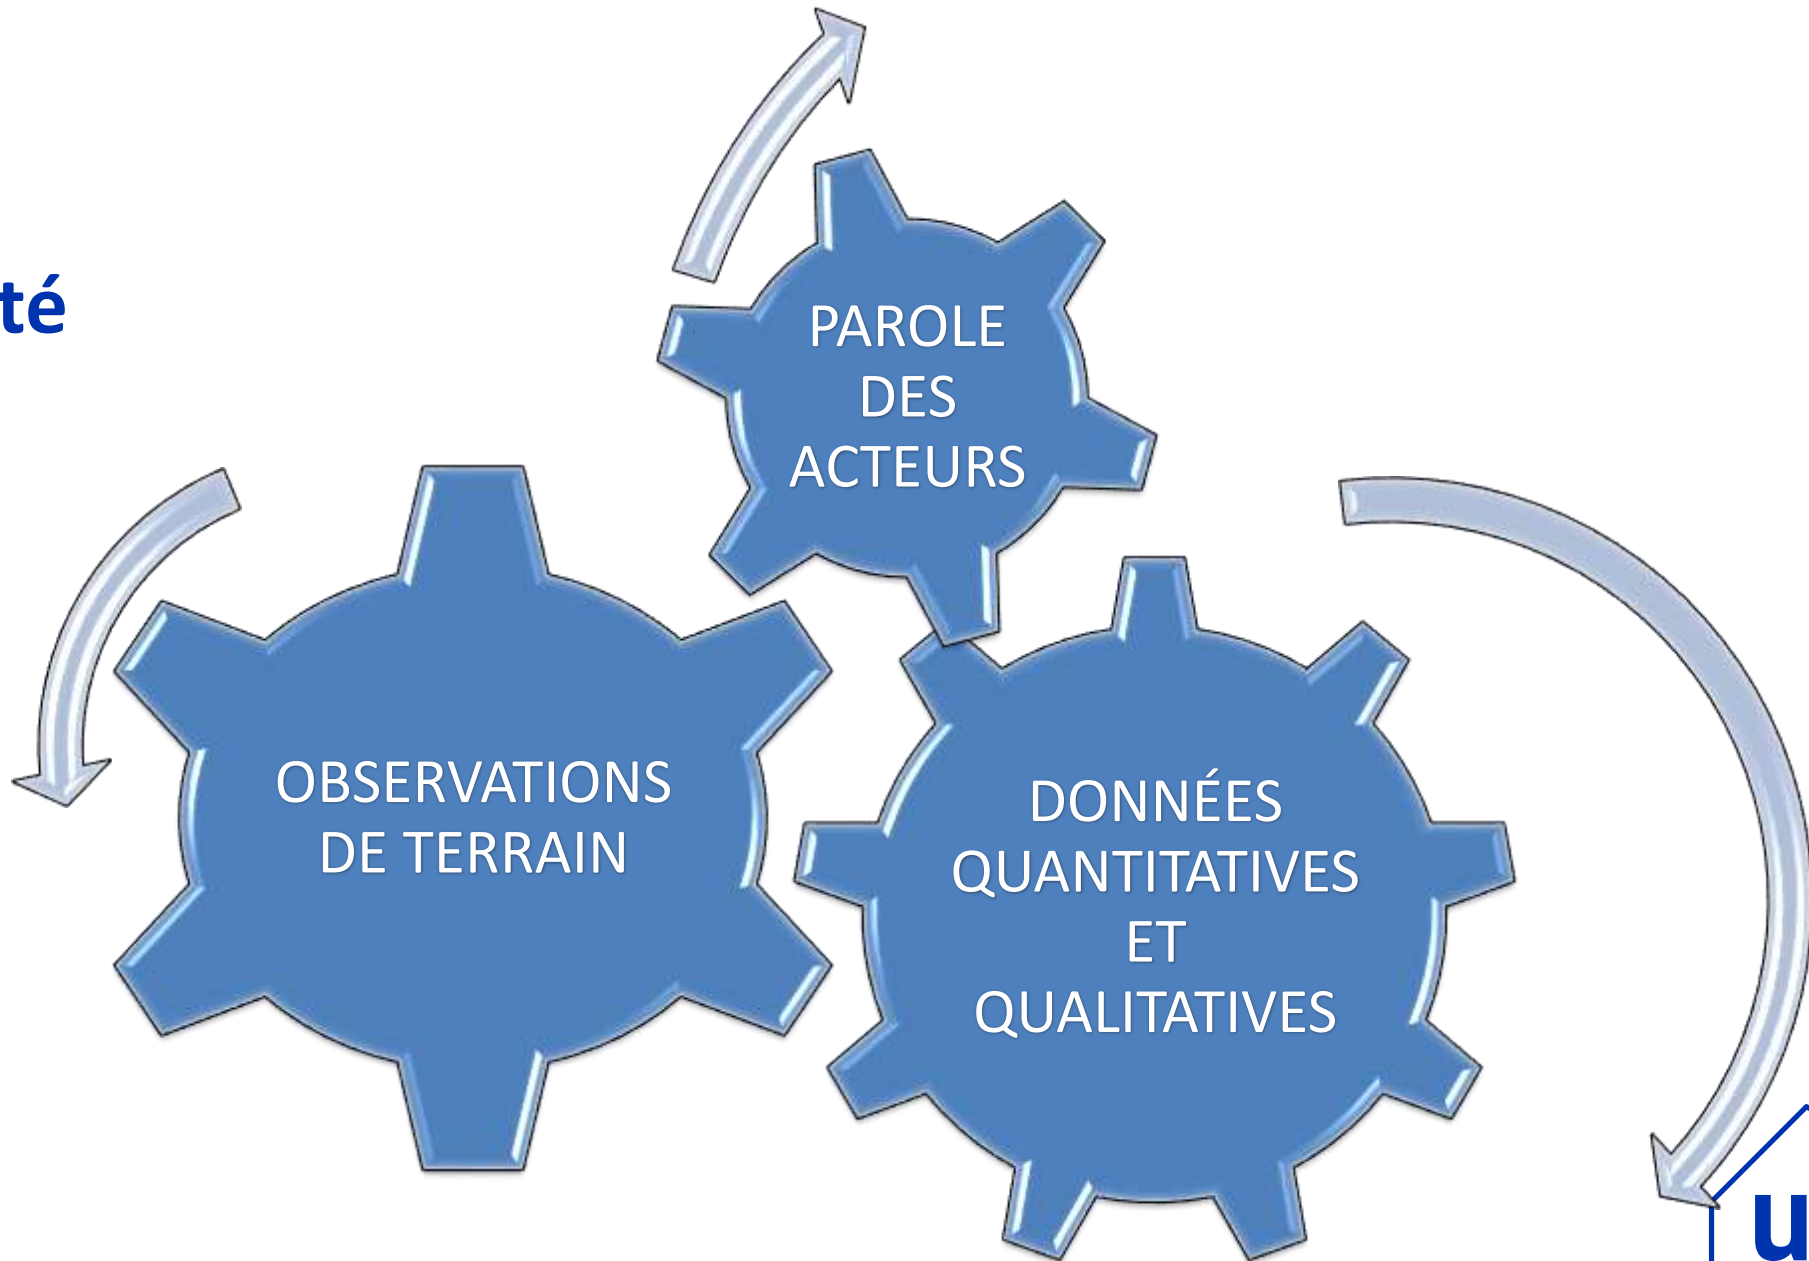 té
PAROLE
DES
ACTEURS
OBSERVATIONS
DE TERRAIN
DONNÉES
QUANTITATIVES
ET
QUALITATIVES
u